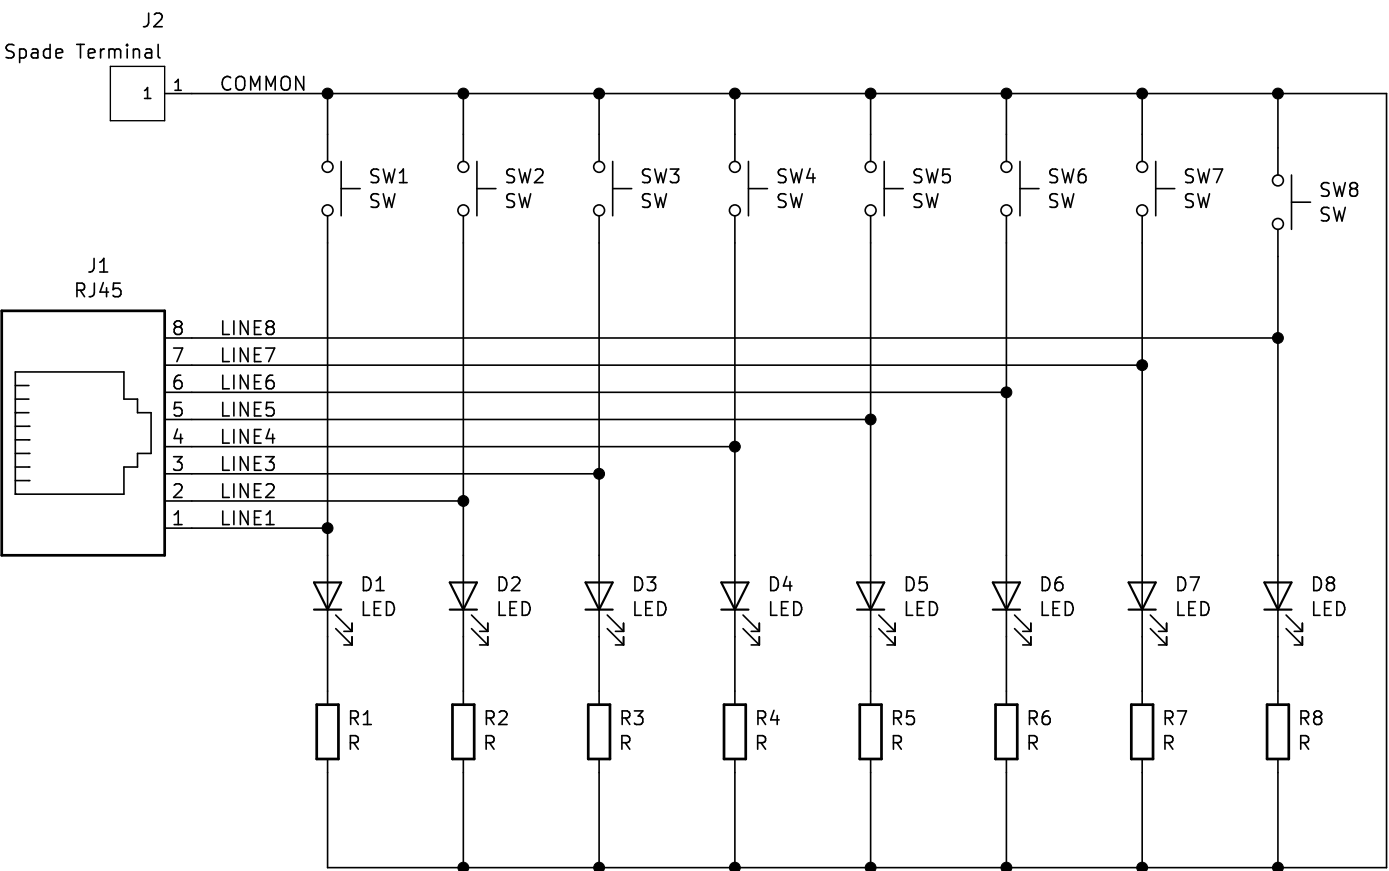 J2
Spade Terminal
1 1 COMMON
SW1 SW2 SW3 SW4 SW5 SW6 SW7 SW8
SW SW SW SW SW SW SW SW
J1
RJ45
8 LINE8
7 LINE7
6 LINE6
5 LINE5
4 LINE4
3 LINE3
2 LINE2
1 LINE1
D1 D2 D3 D4 D5 D6 D7 D8
LED LED LED LED LED LED LED LED
R1 R2 R3 R4 R5 R6 R7 R8
R R R R R R R R